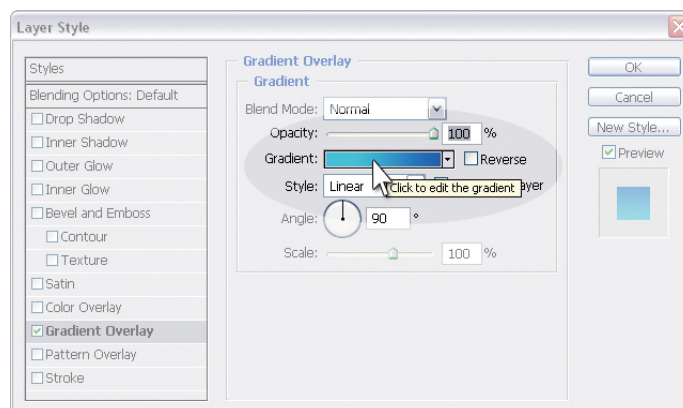 Layer Style
Styles
Blending Options: Default
Drop Shadow
Inner Shadow
Outer Glow
Inner Glow
Bevel and Emboss
Contour
Texture
Satin
Color Overlay
Gradient Overlay
Pattern Overlay
Stroke
Gradient Overlay
Gradient
Blend Mode: Normal
Opacity: 100 %
Gradient: Reverse
Style: Linear Click to edit the gradient ayer
Angle: 90 °
Scale: 100 %
OK
Cancel
New Style...
Preview